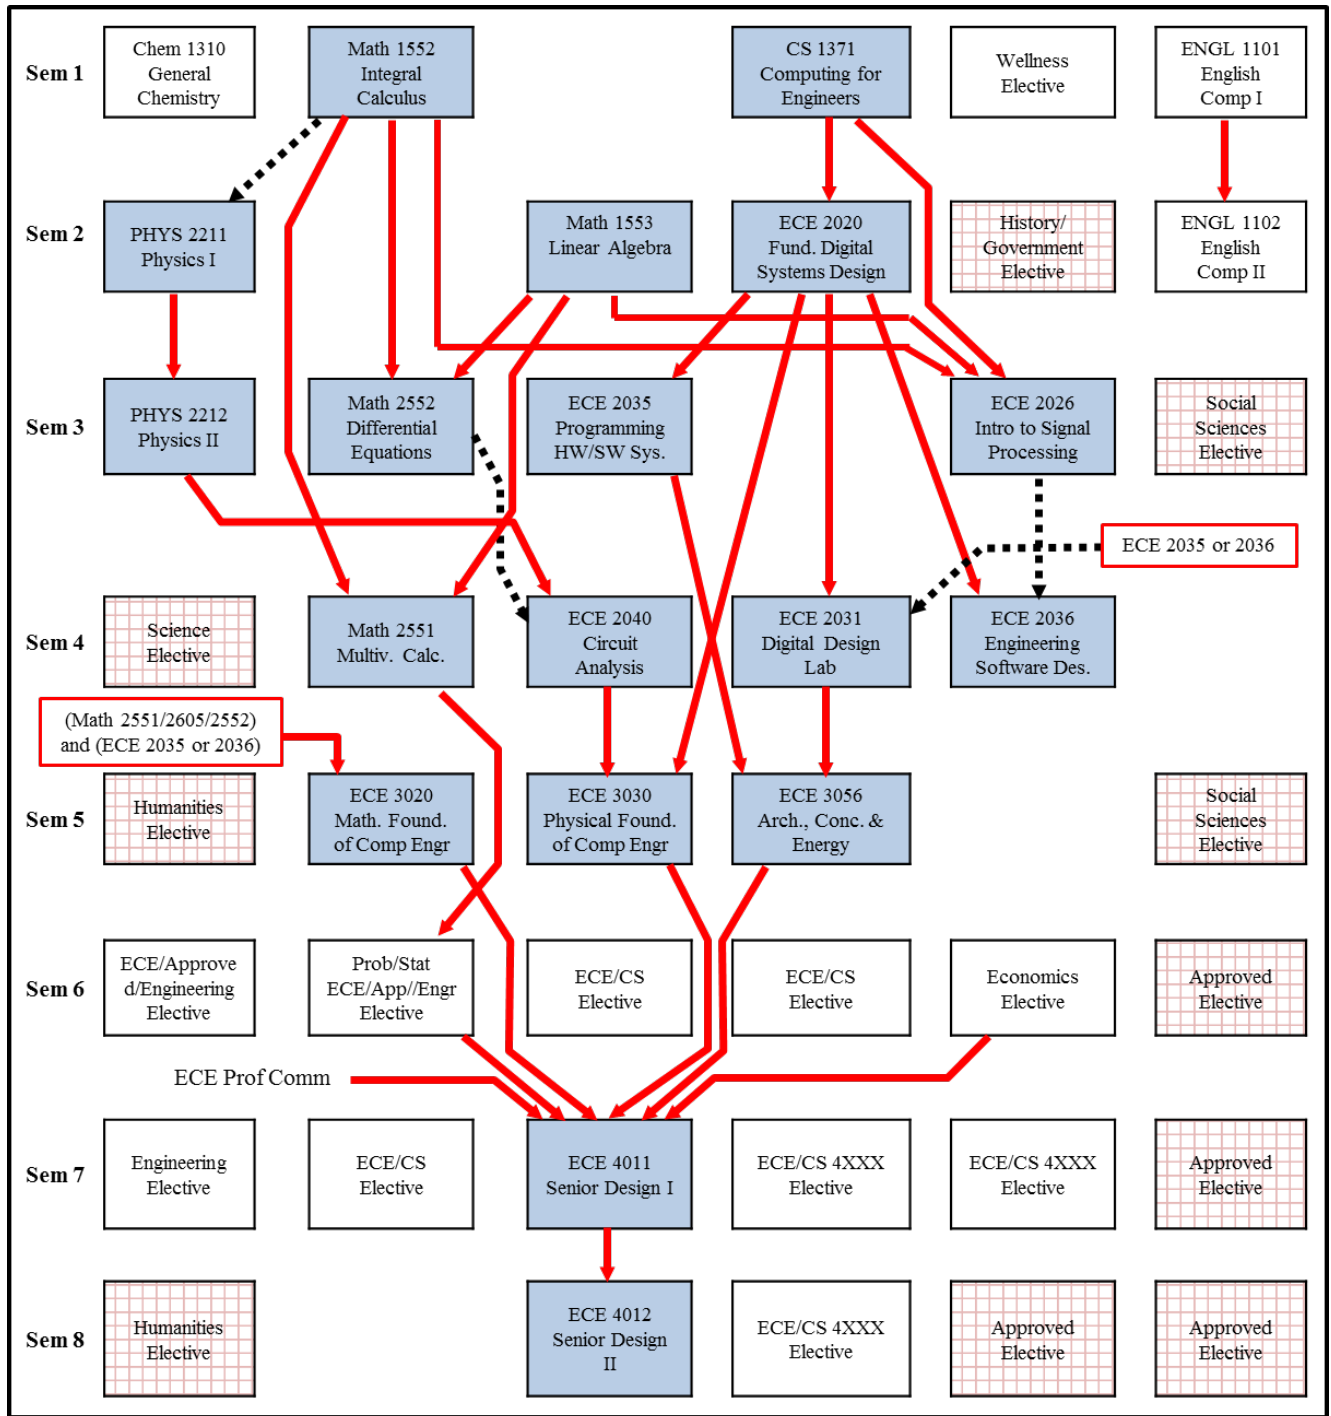 Sem 1
Chem 1310
General
Chemistry
Math 1552
Integral
Calculus
CS 1371
Computing for
Engineers
Wellness
Elective
ENGL 1101
English
Comp I
Sem 2
PHYS 2211
Physics I
Math 1553
Linear Algebra
ECE 2020
Fund. Digital
Systems Design
History/
Government
Elective
ENGL 1102
English
Comp II
Sem 3
PHYS 2212
Physics II
Math 2552
Differential
Equations
ECE 2035
Programming
HW/SW Sys.
ECE 2026
Intro to Signal
Processing
Social
Sciences
Elective
ECE 2035 or 2036
Sem 4
Science
Elective
Math 2551
Multiv. Calc.
ECE 2040
Circuit
Analysis
ECE 2031
Digital Design
Lab
ECE 2036
Engineering
Software Des.
(Math 2551/2605/2552)
and (ECE 2035 or 2036)
Sem 5
Humanities
Elective
ECE 3020
Math. Found.
of Comp Engr
ECE 3030
Physical Found.
of Comp Engr
ECE 3056
Arch., Conc. &
Energy
Social
Sciences
Elective
Sem 6
ECE/Approve
d/Engineering
Elective
Prob/Stat
ECE/App//Engr
Elective
ECE/CS
Elective
ECE/CS
Elective
Economics
Elective
Approved
Elective
ECE Prof Comm
Sem 7
Engineering
Elective
ECE/CS
Elective
ECE 4011
Senior Design I
ECE/CS 4XXX
Elective
ECE/CS 4XXX
Elective
Approved
Elective
Sem 8
Humanities
Elective
ECE 4012
Senior Design
II
ECE/CS 4XXX
Elective
Approved
Elective
Approved
Elective